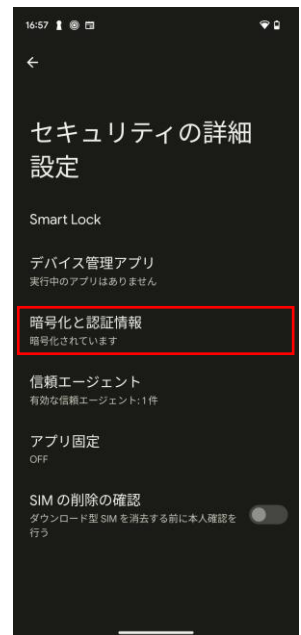 16:57
セキュリティの詳細
設定
Smart Lock
デバイス管理アプリ
実行中のアプリはありません
暗号化と認証情報
暗号化されています
信頼エージェント
有効な信頼エージェント: 1件
アプリ固定
OFF
SIM の削除の確認
ダウンロード型 SIM を消去する前に本人確認を
行う